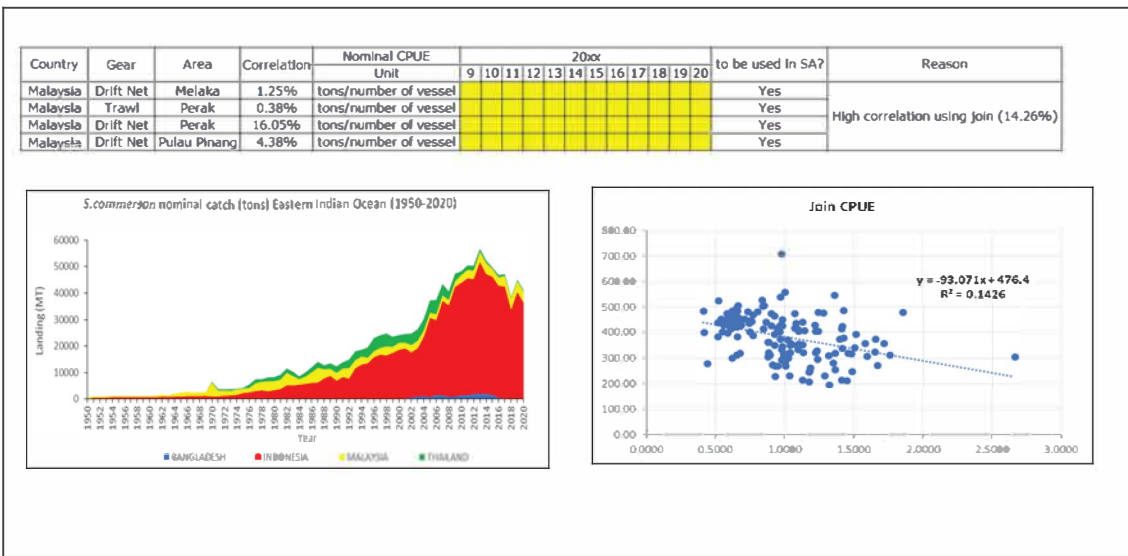 Country Gear Area Correlation Nominal CPUE 20xx to be used in SA? Reason
Unit 9 10 11 12 13 14 15 16 17 18 19 20
Malaysia Drift Net Melaka 1.25% tons/number of vessel Yes High correlation using join (14.26%)
Malaysia Trawl Perak 0.38% tons/number of vessel Yes
Malaysia Drift Net Perak 16.05% tons/number of vessel Yes
Malaysia Drift Net Pulau Pinang 4.38% tons/number of vessel Yes
S.commerson nominal catch (tons) Eastern Indian Ocean (1950-2020)
Landing (MT)
60000
50000
40000
30000
20000
10000
0
1950 1952 1954 1956 1958 1960 1962 1964 1966 1968 1970 1972 1974 1976 1978 1980 1982 1984 1986 1988 1990 1992 1994 1996 1998 2000 2002 2004 2006 2008 2010 2012 2014 2016 2018 2020
Year
BANGLADESH INDONESIA MALAYSIA THAILAND
Join CPUE
800.00
700.00
600.00
500.00
400.00
300.00
200.00
100.00
0.00
y = -93.071x + 476.4
R² = 0.1426
0.0000 0.5000 1.0000 1.5000 2.0000 2.5000 3.0000